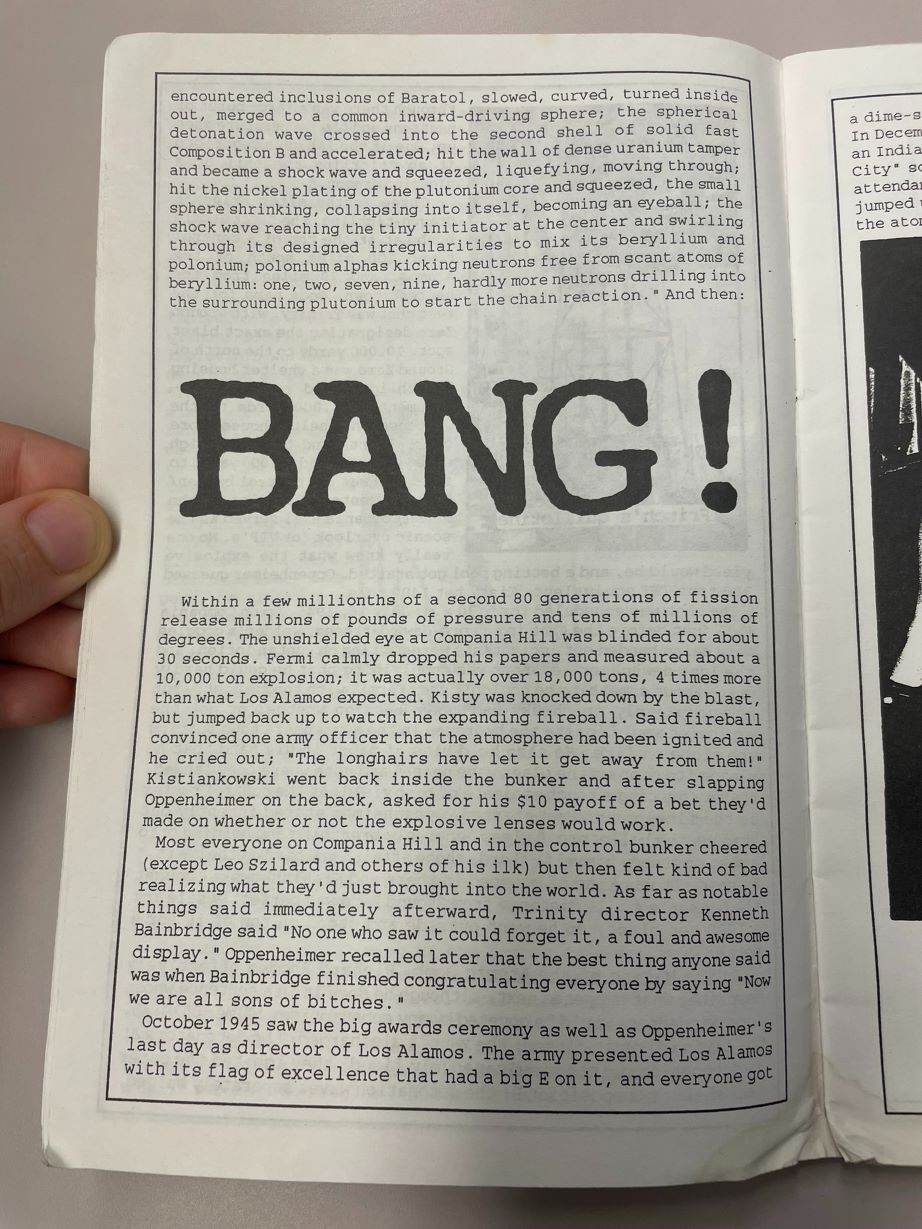 encountered inclusions of Baratol, slowed, curved, turned inside
out, merged to a common inward-driving sphere; the spherical
detonation wave crossed into the second shell of solid fast
Composition B and accelerated; hit the wall of dense uranium tamper
and became a shock wave and squeezed, liquefying, moving through;
hit the nickel plating of the plutonium core and squeezed, the small
sphere shrinking, collapsing into itself, becoming an eyeball; the
shock wave reaching the tiny initiator at the center and swirling
through its designed irregularities to mix its beryllium and
polonium; polonium alphas kicking neutrons free from scant atoms of
beryllium: one, two, seven, nine, hardly more neutrons drilling into
the surrounding plutonium to start the chain reaction." And then:
BANG!
Within a few millionths of a second 80 generations of fission
release millions of pounds of pressure and tens of millions of
degrees. The unshielded eye at Compania Hill was blinded for about
30 seconds. Fermi calmly dropped his papers and measured about a
10,000 ton explosion; it was actually over 18,000 tons, 4 times more
than what Los Alamos expected. Kisty was knocked down by the blast,
but jumped back up to watch the expanding fireball. Said fireball
convinced one army officer that the atmosphere had been ignited and
he cried out; "The longhairs have let it get away from them!"
Kistiankowski went back inside the bunker and after slapping
Oppenheimer on the back, asked for his $10 payoff of a bet they'd
made on whether or not the explosive lenses would work.
Most everyone on Compania Hill and in the control bunker cheered
(except Leo Szilard and others of his ilk) but then felt kind of bad
realizing what they'd just brought into the world. As far as notable
things said immediately afterward, Trinity director Kenneth
Bainbridge said "No one who saw it could forget it, a foul and awesome
display." Oppenheimer recalled later that the best thing anyone said
was when Bainbridge finished congratulating everyone by saying "Now
we are all sons of bitches."
October 1945 saw the big awards ceremony as well as Oppenheimer's
last day as director of Los Alamos. The army presented Los Alamos
with its flag of excellence that had a big E on it, and everyone got
a dime-s
In Decem
an India
City" so
attendan
jumped
the ato